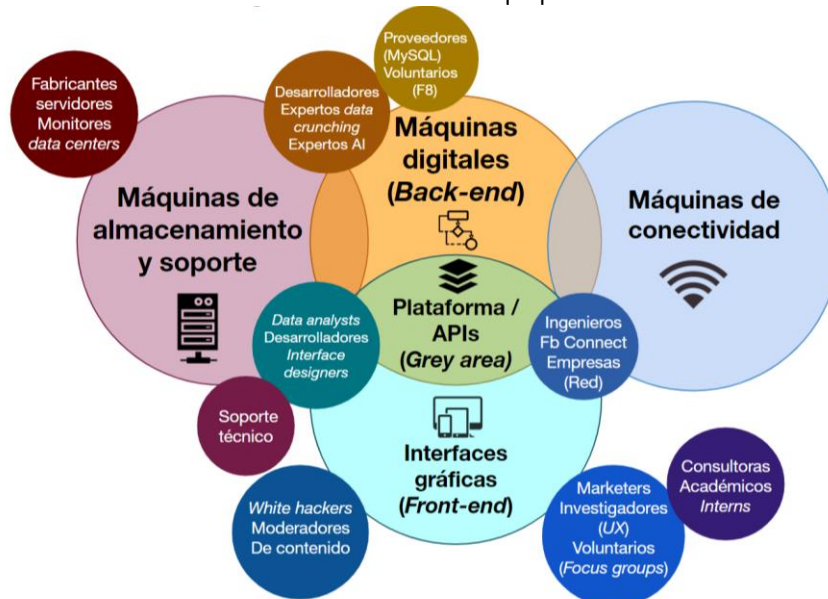 Proveedores
(MySQL)
Voluntarios
(F8)
Fabricantes
servidores
Monitores
data centers
Desarrolladores
Expertos data
crunching
Expertos AI
Máquinas
digitales
(Back-end)
Máquinas de
almacenamiento
y soporte
Máquinas de
conectividad
Data analysts
Desarrolladores
Interface
designers
Plataforma /
APIs
(Grey area)
Ingenieros
Fb Connect
Empresas
(Red)
Soporte
técnico
Interfaces
gráficas
(Front-end)
White hackers
Moderadores
De contenido
Marketers
Investigadores
(UX)
Voluntarios
(Focus groups)
Consultoras
Académicos
Interns